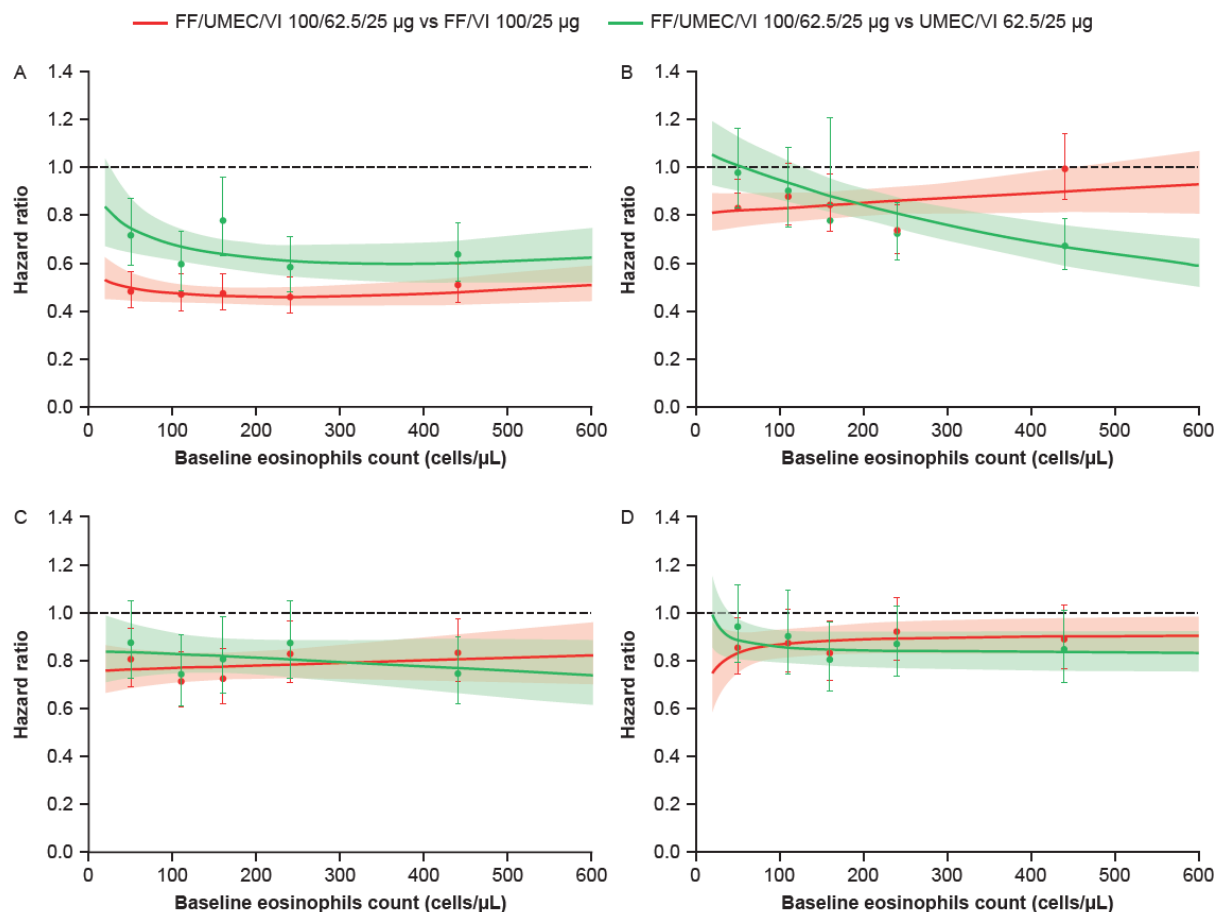 FF/UMEC/VI 100/62.5/25 µg vs FF/VI 100/25 µg
FF/UMEC/VI 100/62.5/25 µg vs UMEC/VI 62.5/25 µg
A
Hazard ratio
1.4
1.2
1.0
0.8
0.6
0.4
0.2
0.0
0 100 200 300 400 500 600
Baseline eosinophils count (cells/µL)
B
Hazard ratio
1.4
1.2
1.0
0.8
0.6
0.4
0.2
0.0
0 100 200 300 400 500 600
Baseline eosinophils count (cells/µL)
C
Hazard ratio
1.4
1.2
1.0
0.8
0.6
0.4
0.2
0.0
0 100 200 300 400 500 600
Baseline eosinophils count (cells/µL)
D
Hazard ratio
1.4
1.2
1.0
0.8
0.6
0.4
0.2
0.0
0 100 200 300 400 500 600
Baseline eosinophils count (cells/µL)